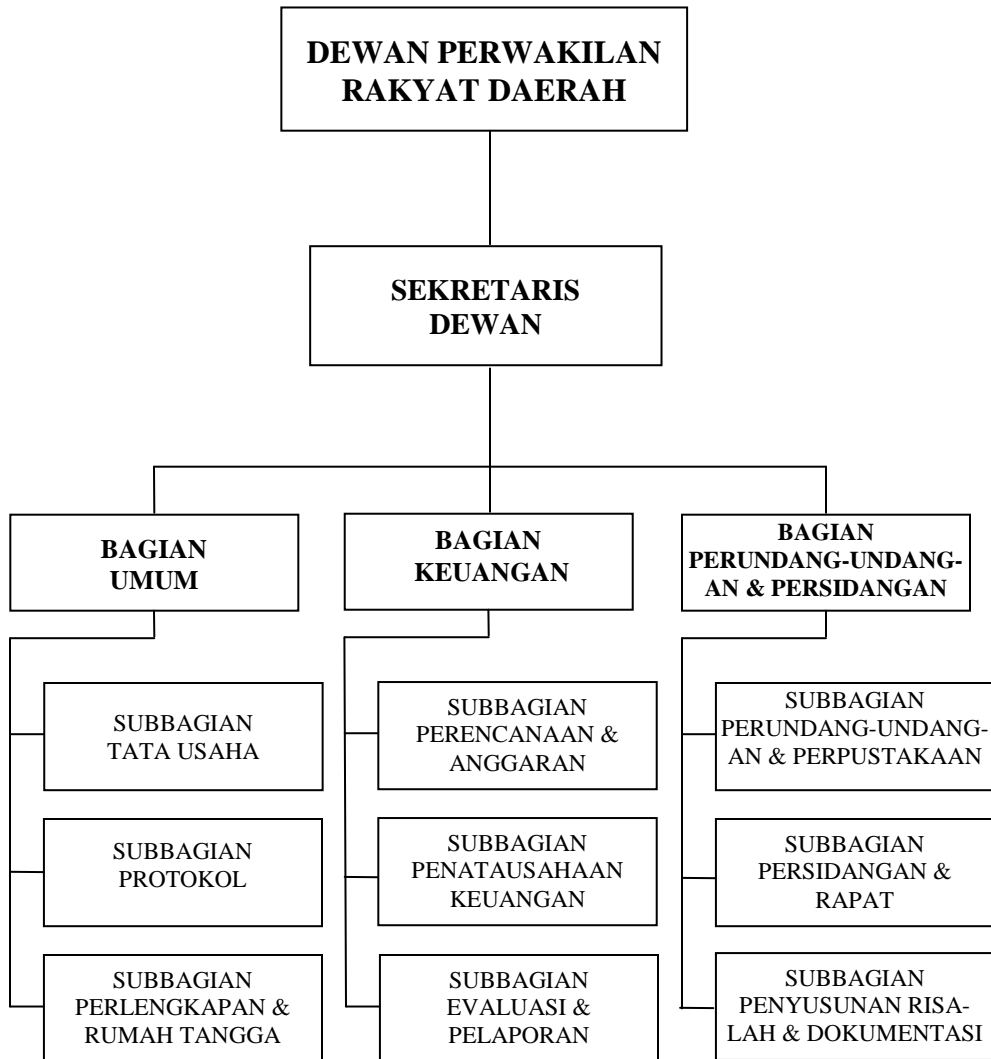 DEWAN PERWAKILAN
RAKYAT DAERAH
SEKRETARIS
DEWAN
BAGIAN
UMUM
BAGIAN
KEUANGAN
BAGIAN
PERUNDANG-UNDANG-
AN & PERSIDANGAN
SUBBAGIAN
TATA USAHA
SUBBAGIAN
PERENCANAAN &
ANGGARAN
SUBBAGIAN
PERUNDANG-UNDANG-
AN & PERPUSTAKAAN
SUBBAGIAN
PROTOKOL
SUBBAGIAN
PENATAUSAHAAN
KEUANGAN
SUBBAGIAN
PERSIDANGAN &
RAPAT
SUBBAGIAN
PERLENGKAPAN &
RUMAH TANGGA
SUBBAGIAN
EVALUASI &
PELAPORAN
SUBBAGIAN
PENYUSUNAN RISA-
LAH & DOKUMENTASI